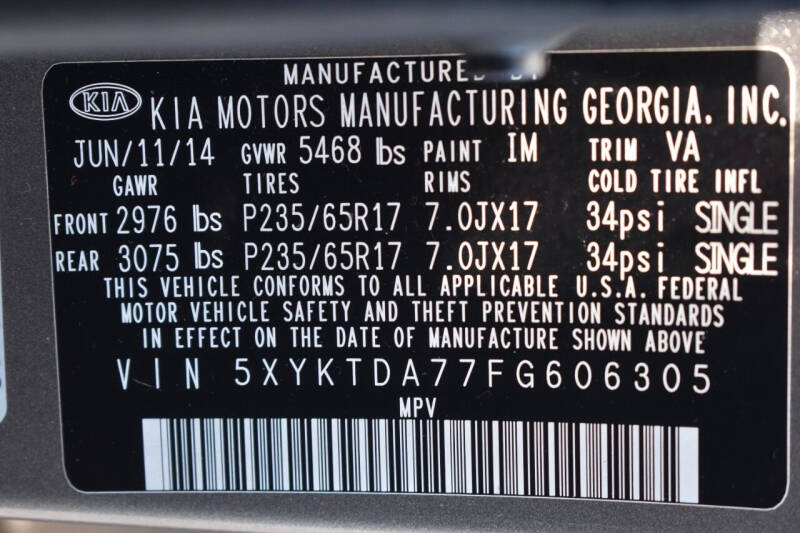 MANUFACTURED BY
KIA
KIA MOTORS MANUFACTURING GEORGIA, INC.
JUN/11/14 GVWR 5468 lbs PAINT IM TRIM VA
GAWR TIRES RIMS COLD TIRE INFL
FRONT 2976 lbs P235/65R17 7.0JX17 34psi SINGLE
REAR 3075 lbs P235/65R17 7.0JX17 34psi SINGLE
THIS VEHICLE CONFORMS TO ALL APPLICABLE U.S.A. FEDERAL
MOTOR VEHICLE SAFETY AND THEFT PREVENTION STANDARDS
IN EFFECT ON THE DATE OF MANUFACTURE SHOWN ABOVE
VIN 5XYKTDA77FG606305
MPV